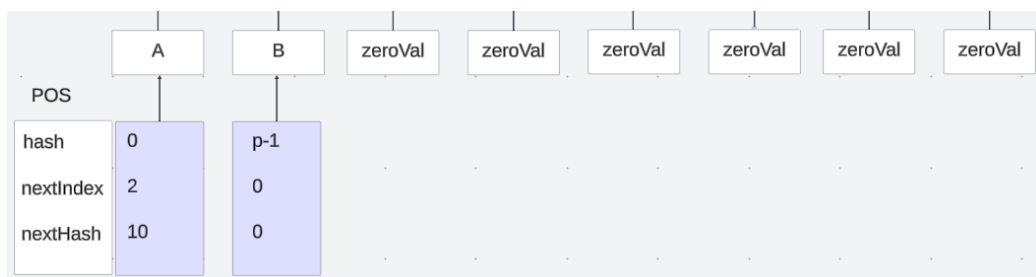 A B zeroVal zeroVal zeroVal zeroVal zeroVal zeroVal
POS
hash 0 p-1
nextIndex 2 0
nextHash 10 0